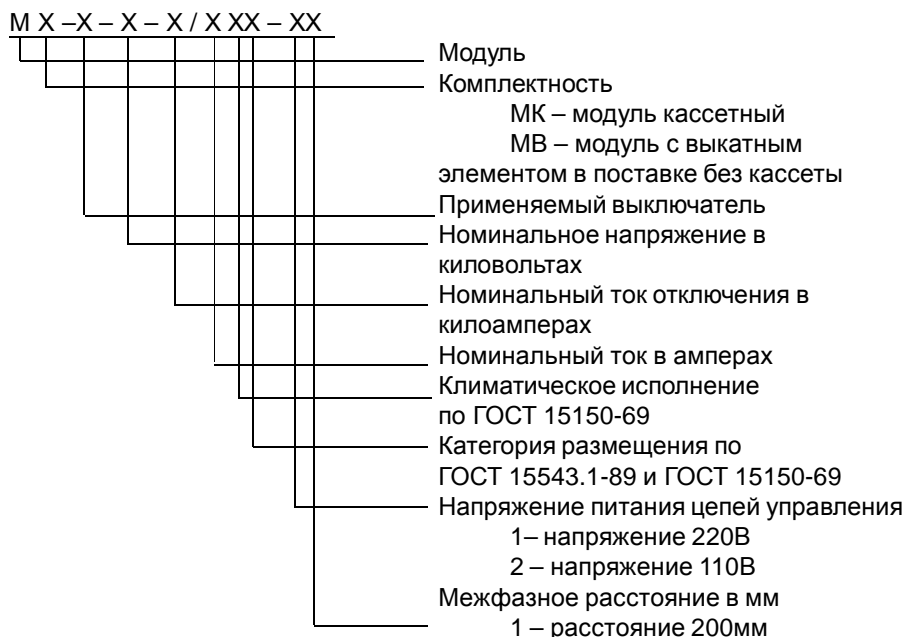 М Х –Х – Х – Х / Х ХХ – ХХ
Модуль
Комплектность
МК – модуль кассетный
МВ – модуль с выкатным
элементом в поставке без кассеты
Применяемый выключатель
Номинальное напряжение в
киловольтах
Номинальный ток отключения в
килоамперах
Номинальный ток в амперах
Климатическое исполнение
по ГОСТ 15150-69
Категория размещения по
ГОСТ 15543.1-89 и ГОСТ 15150-69
Напряжение питания цепей управления
1– напряжение 220В
2 – напряжение 110В
Межфазное расстояние в мм
1 – расстояние 200мм